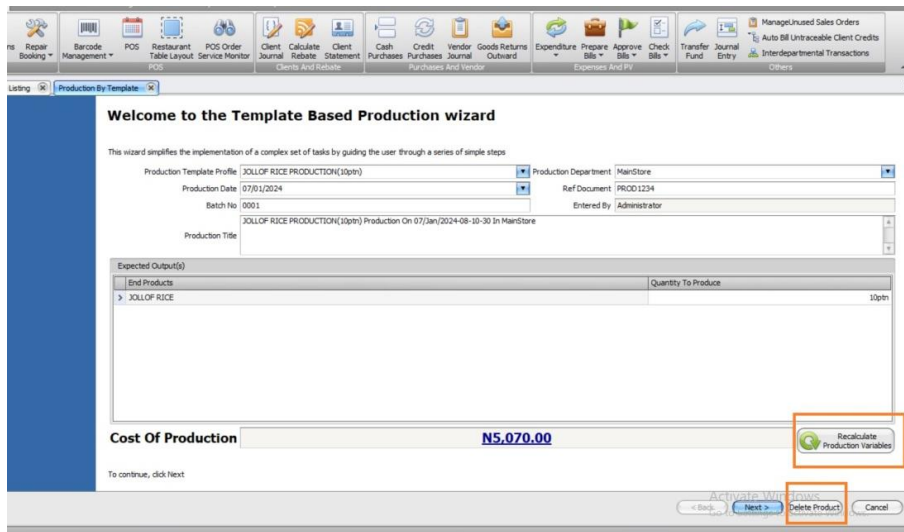 ns Repair Booking
Barcode Management
POS
Restaurant Table Layout
POS Order Service Monitor
POS
Client Journal
Calculate Rebate
Client Statement
Clients And Rebate
Cash Purchases
Credit Purchases
Vendor Journal
Goods Returns Outward
Purchases And Vendor
Expenditure
Prepare Bills
Approve Bills
Check Bills
Expenses And PV
Transfer Fund
Journal Entry
ManageUnused Sales Orders
Auto Bill Untraceable Client Credits
Interdepartmental Transactions
Others
Listing
Production By Template
Welcome to the Template Based Production wizard
This wizard simplifies the implementation of a complex set of tasks by guiding the user through a series of simple steps
Production Template Profile JOLLOF RICE PRODUCTION(10ptn) Production Department MainStore
Production Date 07/01/2024 Ref Document PROD1234
Batch No 0001 Entered By Administrator
JOLLOF RICE PRODUCTION(10ptn) Production On 07/Jan/2024-08-10-30 In MainStore
Production Title
Expected Output(s)
End Products Quantity To Produce
> JOLLOF RICE 10ptn
Cost Of Production N5,070.00
Recalculate Production Variables
To continue, click Next
Activate Windows
< Back Next > Delete Product Cancel